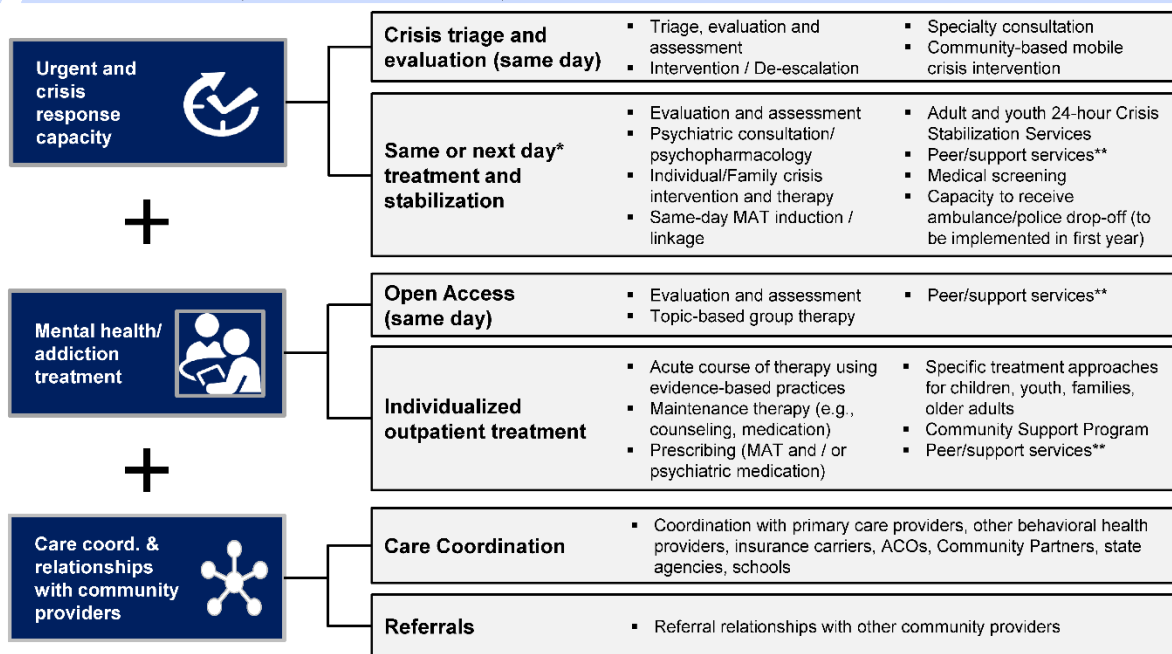 Urgent and
crisis
response
capacity
Crisis triage and
evaluation (same day)
▪ Triage, evaluation and
assessment
▪ Intervention / De-escalation
▪ Specialty consultation
▪ Community-based mobile
crisis intervention
Same or next day*
treatment and
stabilization
▪ Evaluation and assessment
▪ Psychiatric consultation/
psychopharmacology
▪ Individual/Family crisis
intervention and therapy
▪ Same-day MAT induction /
linkage
▪ Adult and youth 24-hour Crisis
Stabilization Services
▪ Peer/support services**
▪ Medical screening
▪ Capacity to receive
ambulance/police drop-off (to
be implemented in first year)
+
Mental health/
addiction
treatment
Open Access
(same day)
▪ Evaluation and assessment
▪ Topic-based group therapy
▪ Peer/support services**
Individualized
outpatient treatment
▪ Acute course of therapy using
evidence-based practices
▪ Maintenance therapy (e.g.,
counseling, medication)
▪ Prescribing (MAT and / or
psychiatric medication)
▪ Specific treatment approaches
for children, youth, families,
older adults
▪ Community Support Program
▪ Peer/support services**
+
Care coord. &
relationships
with community
providers
Care Coordination
▪ Coordination with primary care providers, other behavioral health
providers, insurance carriers, ACOs, Community Partners, state
agencies, schools
Referrals
▪ Referral relationships with other community providers